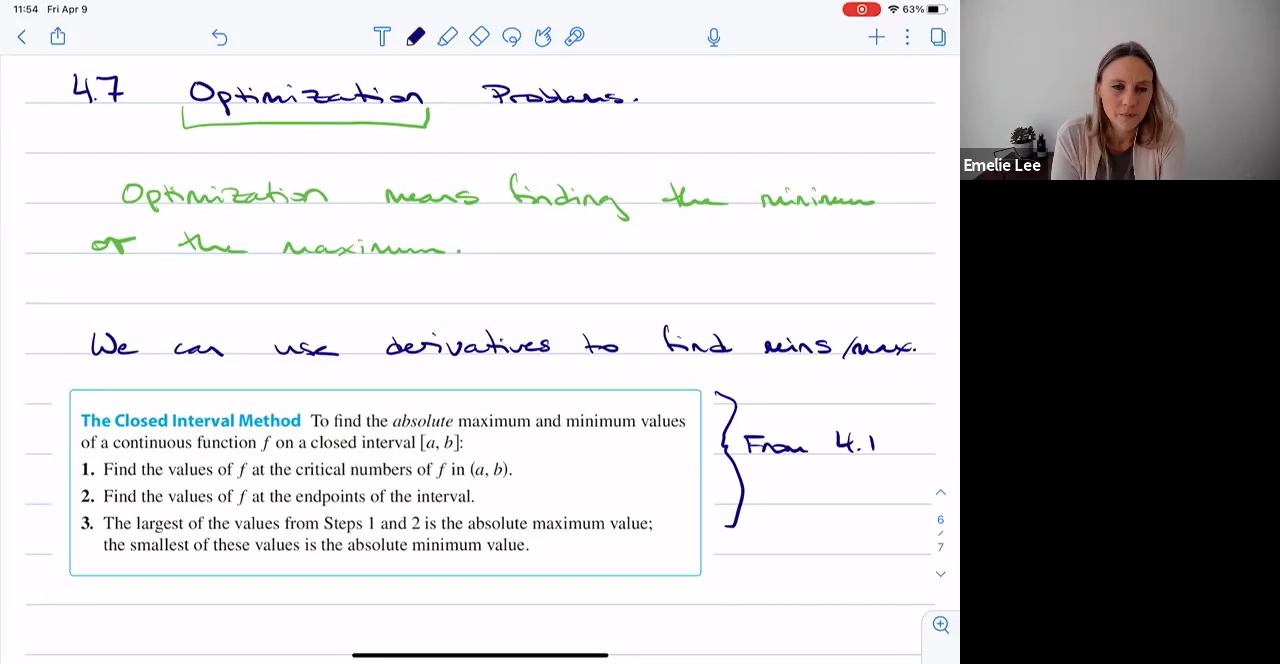 11:54 Fri Apr 9
63%
4.7 Optimization Problems.
Emelie Lee
Optimization means finding the minimum
or the maximum.
We can use derivatives to find mins/max.
The Closed Interval Method To find the absolute maximum and minimum values
of a continuous function f on a closed interval [a, b]:
1. Find the values of f at the critical numbers of f in (a, b).
2. Find the values of f at the endpoints of the interval.
3. The largest of the values from Steps 1 and 2 is the absolute maximum value;
the smallest of these values is the absolute minimum value.
From 4.1
6
/
7